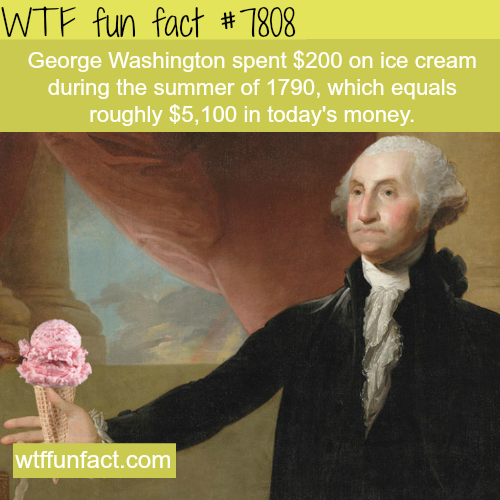 WTF fun fact #7808
George Washington spent $200 on ice cream
during the summer of 1790, which equals
roughly $5,100 in today's money.
wtffunfact.com